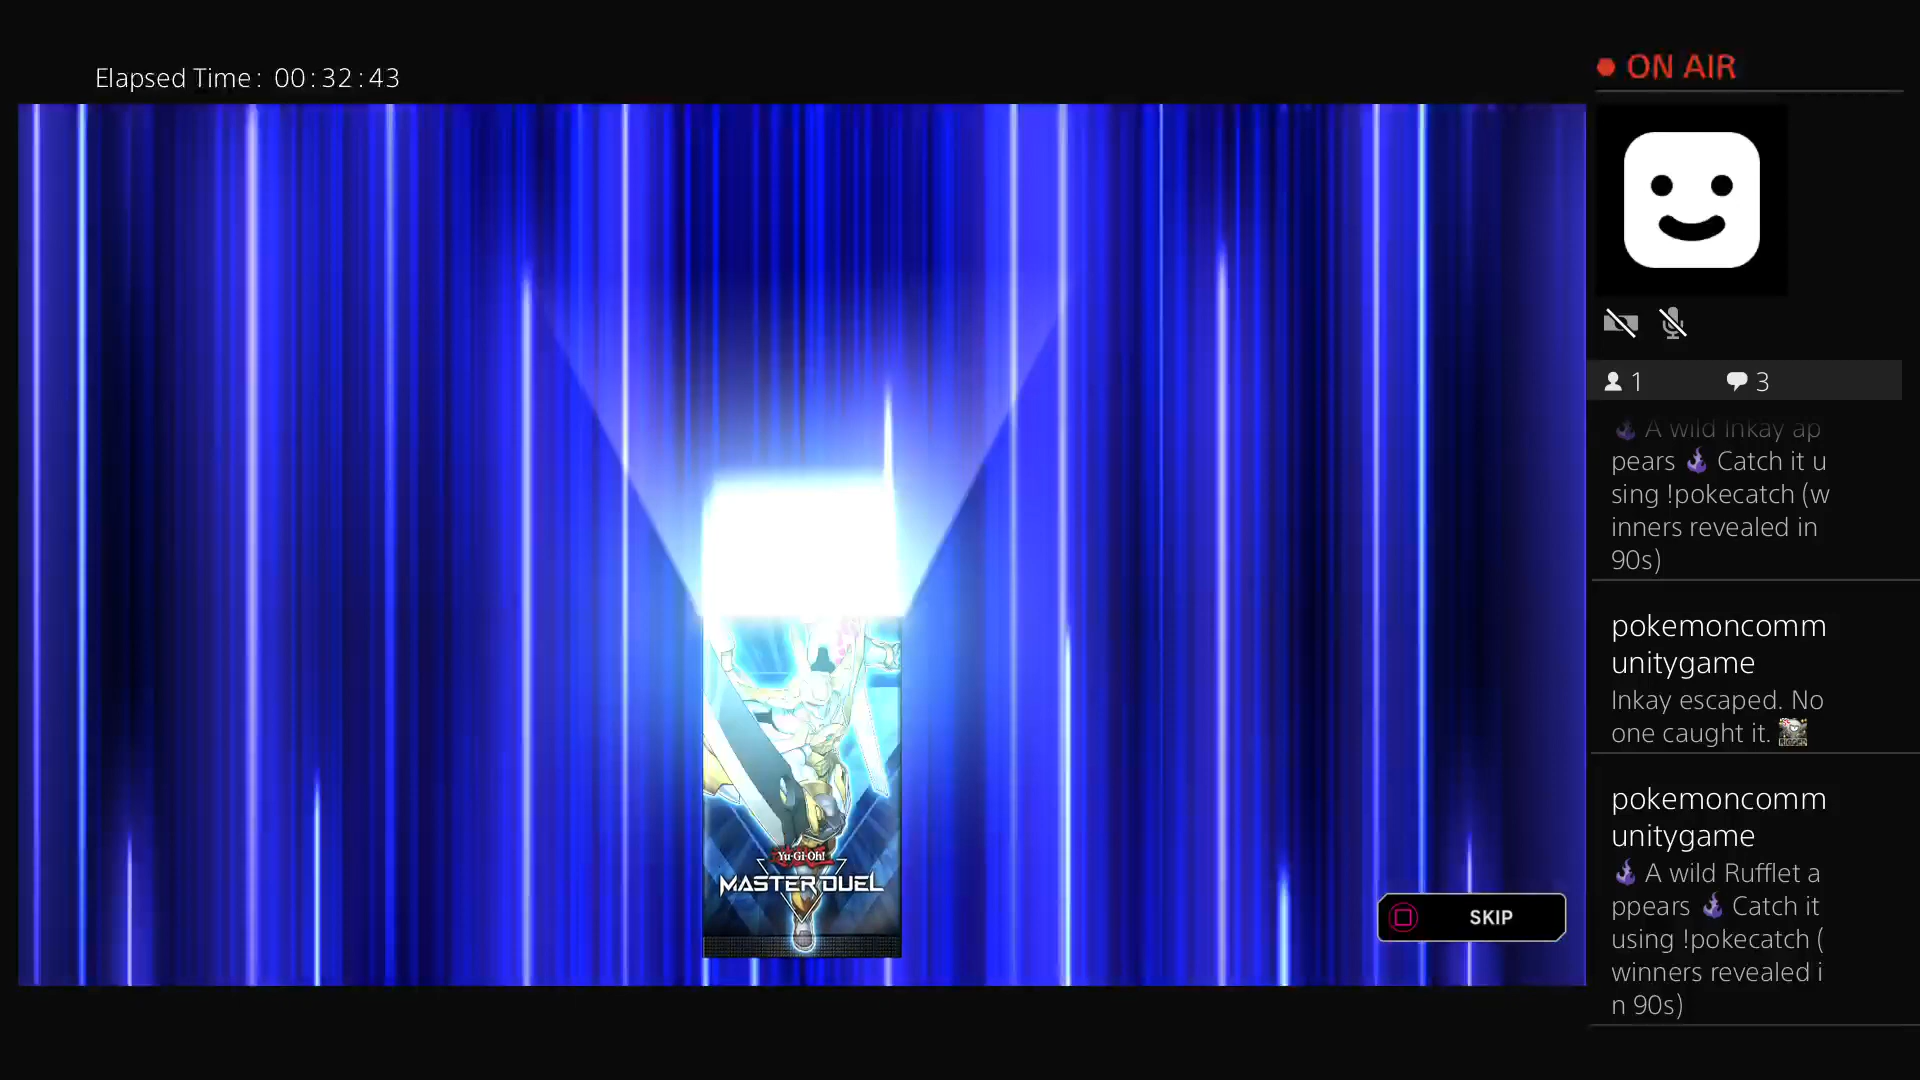 Elapsed Time: 00:32:43
ON AIR
1 3
A wild Inkay ap
pears Catch it u
sing !pokecatch (w
inners revealed in
90s)
pokemoncomm
unitygame
Inkay escaped. No
one caught it.
pokemoncomm
unitygame
A wild Rufflet a
ppears Catch it
using !pokecatch (
winners revealed i
n 90s)
Yu-Gi-Oh!
MASTER DUEL
SKIP